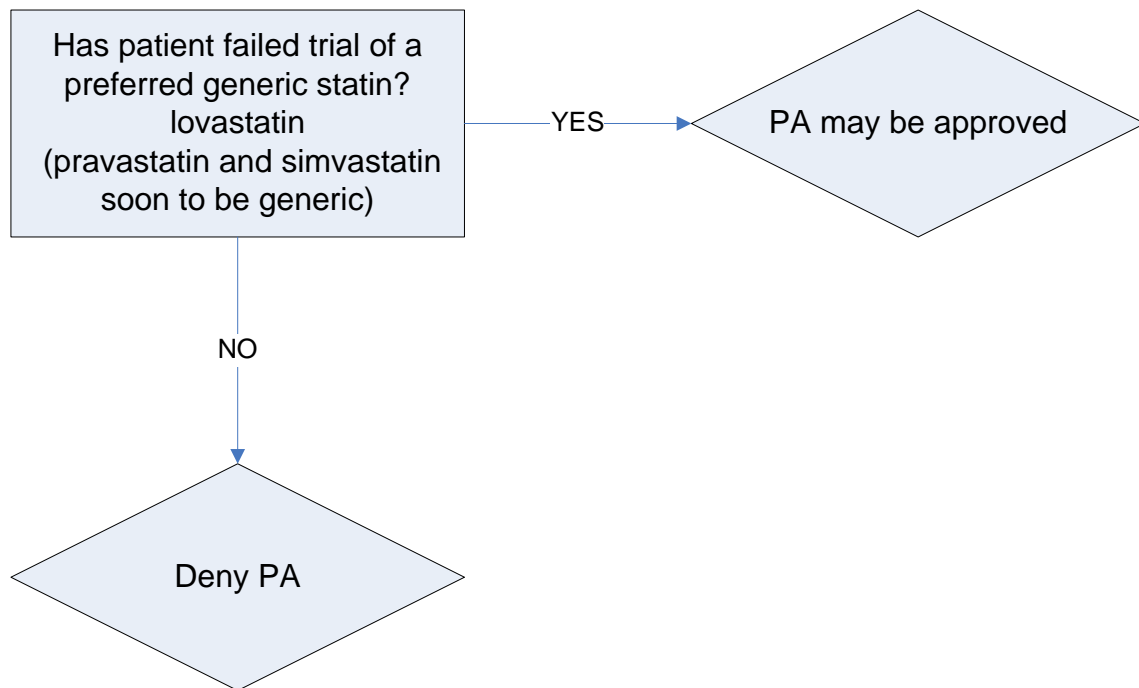 Has patient failed trial of a
preferred generic statin?
lovastatin
(pravastatin and simvastatin
soon to be generic)
YES
PA may be approved
NO
Deny PA